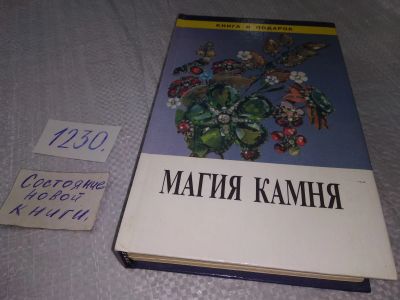 КНИГА В ПОДАРОК
МАГИЯ КАМНЯ
1230.
Состояние
новой
книги.